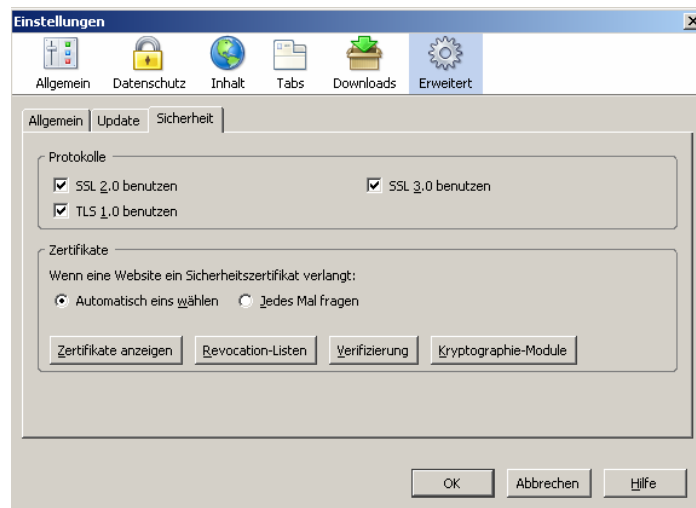 Einstellungen
Allgemein Datenschutz Inhalt Tabs Downloads Erweitert
Allgemein Update Sicherheit
Protokolle
SSL 2.0 benutzen SSL 3.0 benutzen
TLS 1.0 benutzen
Zertifikate
Wenn eine Website ein Sicherheitszertifikat verlangt:
Automatisch eins wählen Jedes Mal fragen
Zertifikate anzeigen Revocation-Listen Verifizierung Kryptographie-Module
OK Abbrechen Hilfe